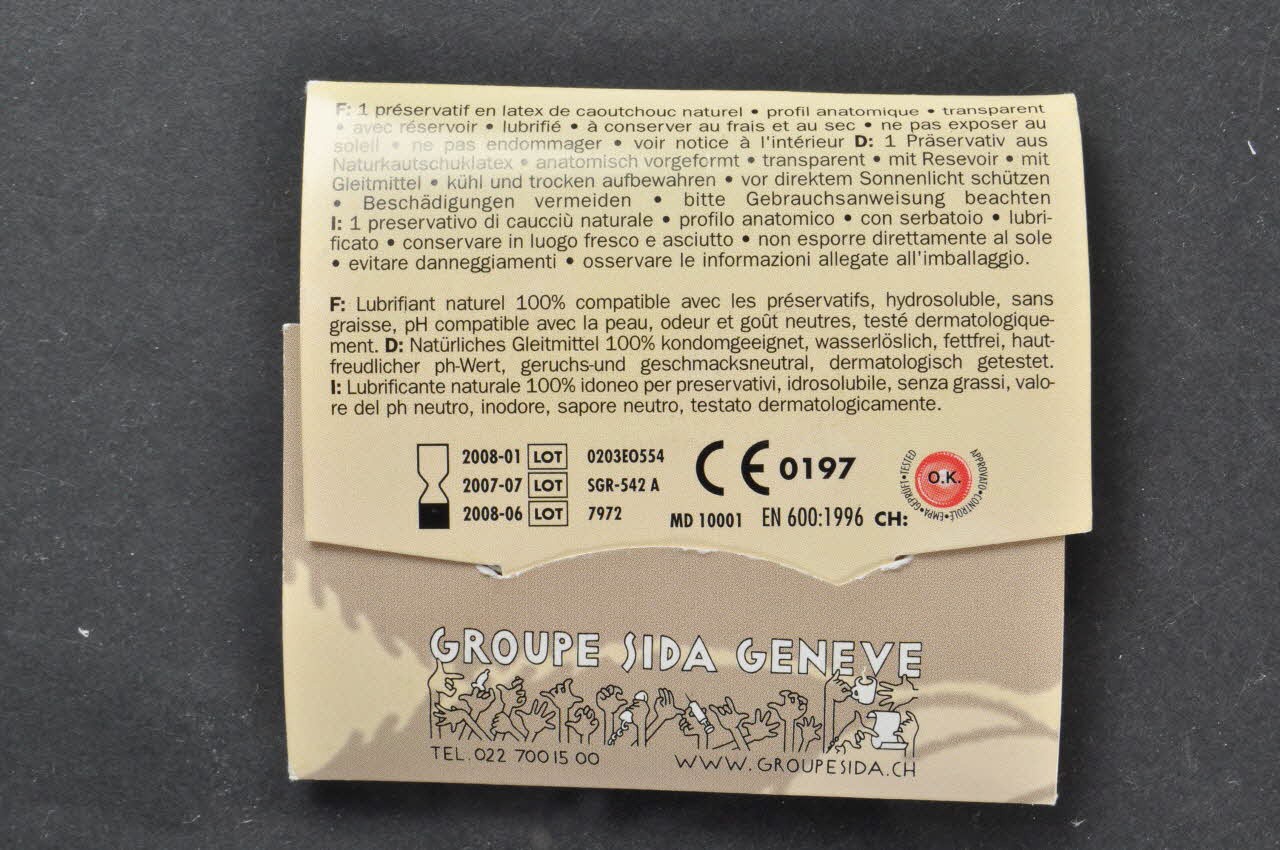 F: 1 préservatif en latex de caoutchouc naturel • profil anatomique • transparent
• avec réservoir • lubrifié • à conserver au frais et au sec • ne pas exposer au
soleil • ne pas endommager • voir notice à l'intérieur D: 1 Präservativ aus
Naturkautschuklatex • anatomisch vorgeformt • transparent • mit Resevoir • mit
Gleitmittel • kühl und trocken aufbewahren • vor direktem Sonnenlicht schützen
• Beschädigungen vermeiden • bitte Gebrauchsanweisung beachten
I: 1 preservativo di caucciù naturale • profilo anatomico • con serbatoio • lubri-
ficato • conservare in luogo fresco e asciutto • non esporre direttamente al sole
• evitare danneggiamenti • osservare le informazioni allegate all'imballaggio.
F: Lubrifiant naturel 100% compatible avec les préservatifs, hydrosoluble, sans
graisse, pH compatible avec la peau, odeur et goût neutres, testé dermatologique-
ment. D: Natürliches Gleitmittel 100% kondomgeeignet, wasserlöslich, fettfrei, haut-
freudlicher ph-Wert, geruchs-und geschmacksneutral, dermatologisch getestet.
I: Lubrificante naturale 100% idoneo per preservativi, idrosolubile, senza grassi, valo-
re del ph neutro, inodore, sapore neutro, testato dermatologicamente.
2008-01 LOT 0203EO554
2007-07 LOT SGR-542 A
2008-06 LOT 7972
CE 0197
MD 10001 EN 600:1996 CH:
O.K.
GEPRÜFT•TESTED
APPROVATO•CONTRÔLÉ•EMPA
GROUPE SIDA GENEVE
TEL. 022 700 15 00
WWW.GROUPESIDA.CH